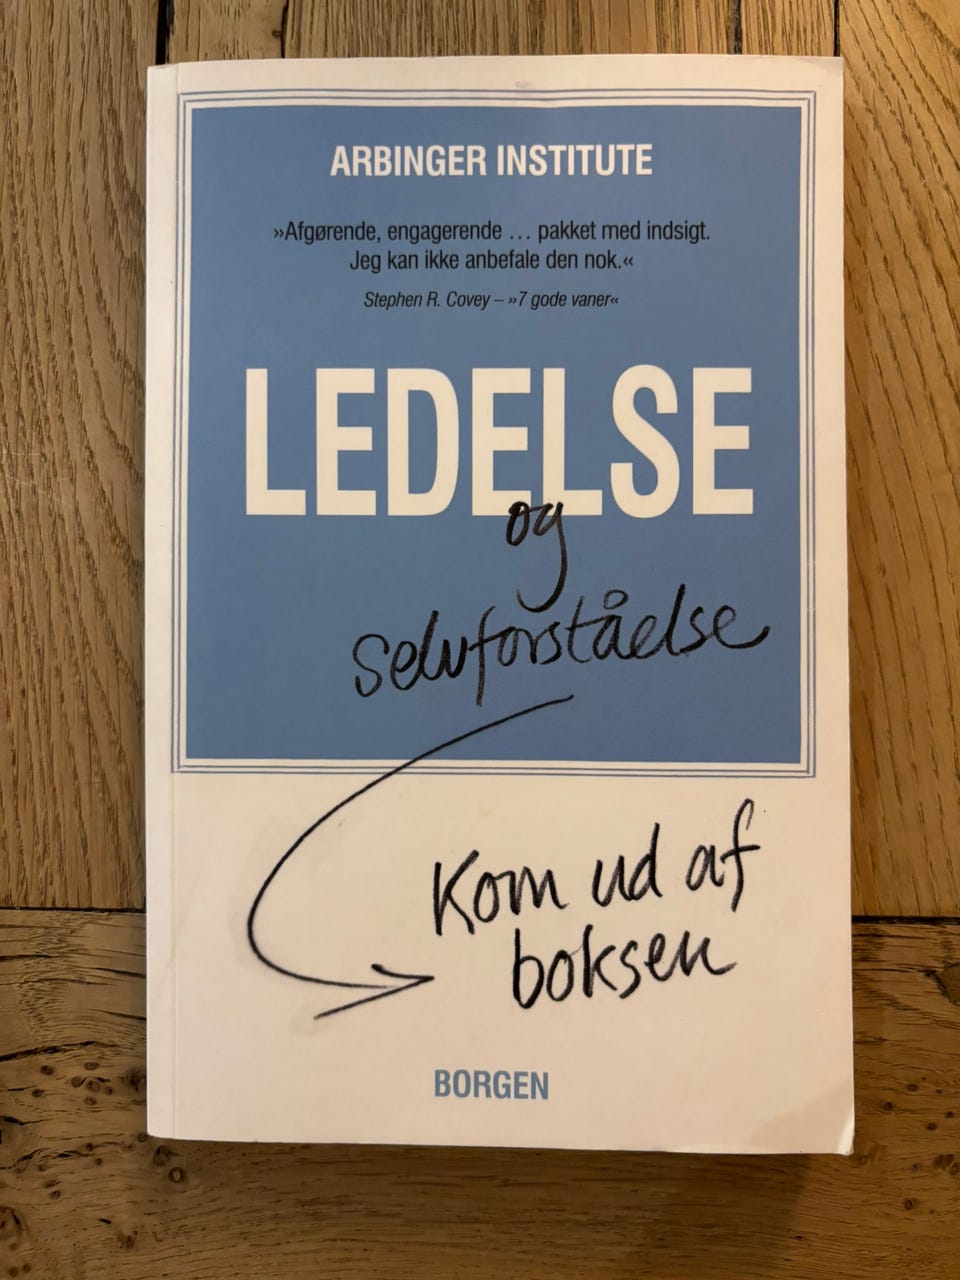 ARBINGER INSTITUTE
»Afgørende, engagerende ... pakket med indsigt.
Jeg kan ikke anbefale den nok.«
Stephen R. Covey – »7 gode vaner«
LEDELSE
og
selvforståelse
Kom ud af
boksen
BORGEN